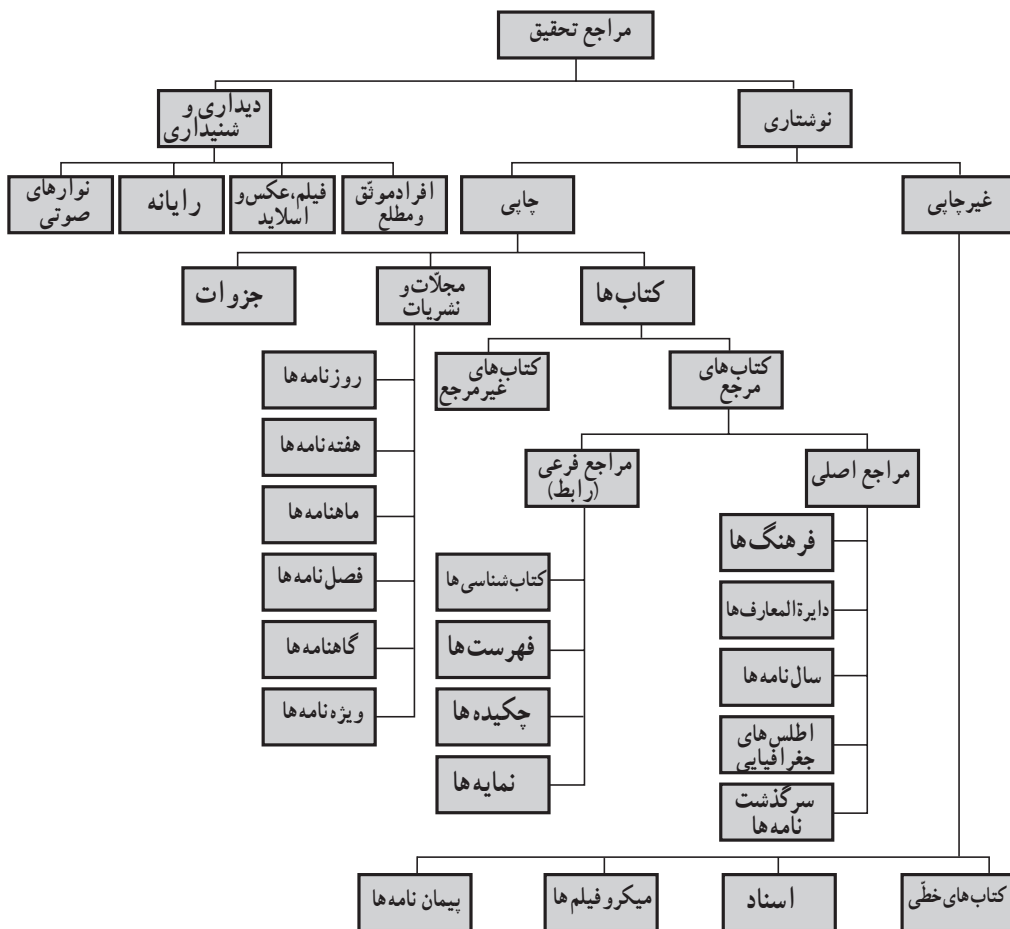 مراجع تحقیق
نوشتاری
دیداری و
شنیداری
غیرچاپی
چاپی
افراد موثّق
و مطلع
فیلم،عکس و
اسلاید
رایانه
نوارهای
صوتی
کتاب‌ها
مجلّات و
نشریات
جزوات
کتاب‌های
مرجع
کتاب‌های
غیرمرجع
روزنامه‌ها
هفته‌نامه‌ها
ماهنامه‌ها
فصل‌نامه‌ها
گاهنامه‌ها
ویژه‌نامه‌ها
مراجع اصلی
مراجع فرعی
(رابط)
فرهنگ‌ها
دایرةالمعارف‌ها
سال‌نامه‌ها
اطلس‌های
جغرافیایی
سرگذشت
نامه‌ها
کتاب‌شناسی‌ها
فهرست‌ها
چکیده‌ها
نمایه‌ها
کتاب‌های خطّی
اسناد
میکروفیلم‌ها
پیمان نامه‌ها